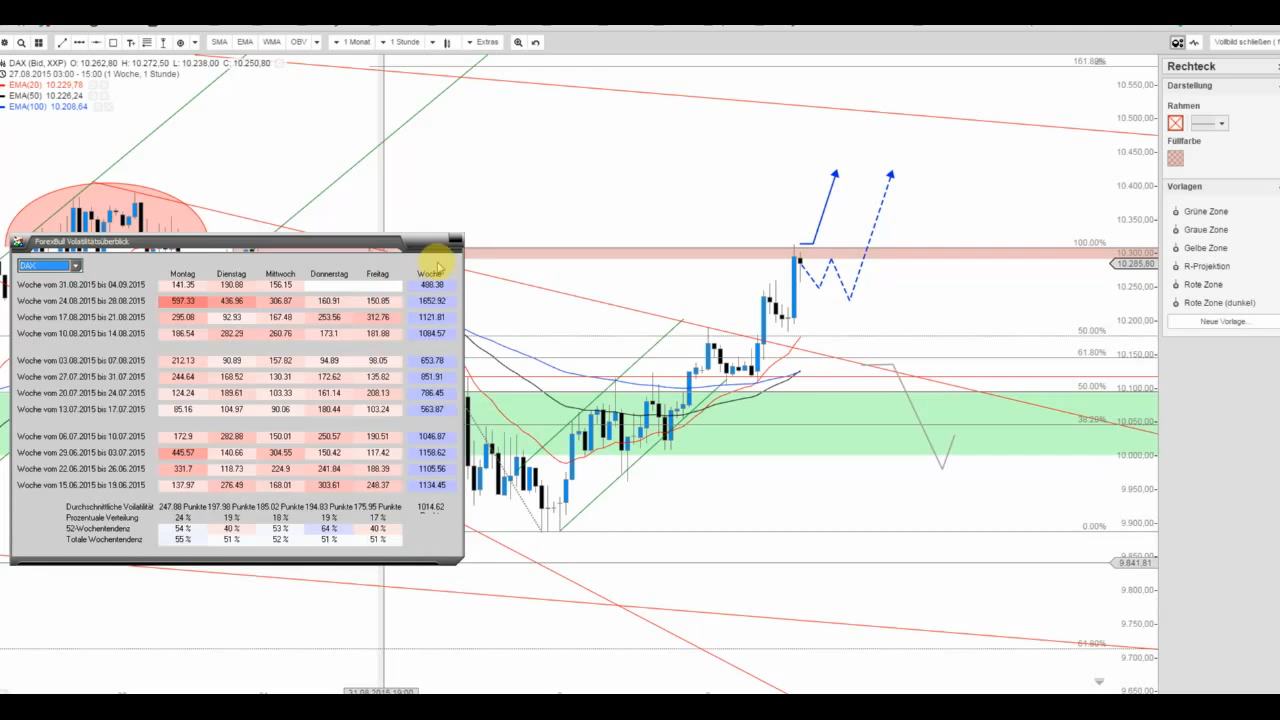 SMA EMA WMA OBV 1 Monat 1 Stunde Extras
Vollbild schließen (
DAX (Bid, XXP) O: 10.262,80 H: 10.272,50 L: 10.238,00 C: 10.250,80
27.08.2015 03:00 - 15:00 (1 Woche, 1 Stunde)
EMA(20) 10.229,78
EMA(50) 10.226,24
EMA(100) 10.208,64
ForexBull Volatilitätsüberblick
DAX
Montag Dienstag Mittwoch Donnerstag Freitag Woche
Woche vom 31.08.2015 bis 04.09.2015 141.35 190.88 156.15 488.38
Woche vom 24.08.2015 bis 28.08.2015 597.33 436.96 306.87 160.91 150.85 1652.92
Woche vom 17.08.2015 bis 21.08.2015 295.08 92.93 167.48 253.56 312.76 1121.81
Woche vom 10.08.2015 bis 14.08.2015 186.54 282.29 260.76 173.1 181.88 1084.57
Woche vom 03.08.2015 bis 07.08.2015 212.13 90.89 157.82 94.89 98.05 653.78
Woche vom 27.07.2015 bis 31.07.2015 244.64 168.52 130.31 172.62 135.82 851.91
Woche vom 20.07.2015 bis 24.07.2015 124.24 189.61 103.33 161.14 208.13 786.45
Woche vom 13.07.2015 bis 17.07.2015 85.16 104.97 90.06 180.44 103.24 563.87
Woche vom 06.07.2015 bis 10.07.2015 172.9 282.88 150.01 250.57 190.51 1046.87
Woche vom 29.06.2015 bis 03.07.2015 445.57 140.66 304.55 150.42 117.42 1158.62
Woche vom 22.06.2015 bis 26.06.2015 331.7 118.73 224.9 241.84 188.39 1105.56
Woche vom 15.06.2015 bis 19.06.2015 137.97 276.49 168.01 303.61 248.37 1134.45
Durchschnittliche Volatilität 247.88 Punkte 197.98 Punkte 185.02 Punkte 194.83 Punkte 175.95 Punkte 1014.62
Prozentuale Verteilung 24 % 19 % 18 % 19 % 17 %
52-Wochentendenz 54 % 40 % 53 % 64 % 40 %
Totale Wochentendenz 55 % 51 % 52 % 51 % 51 %
31.08.2015 19:00
100.00%
50.00%
61.80%
50.00%
38.20%
0.00%
61.80%
10.550,00
10.500,00
10.450,00
10.400,00
10.350,00
10.300,00
10.285,80
10.250,00
10.200,00
10.150,00
10.100,00
10.050,00
10.000,00
9.950,00
9.900,00
9.850,00
9.841,81
9.800,00
9.750,00
9.700,00
9.650,00
Rechteck
Darstellung
Rahmen
Füllfarbe
Vorlagen
Grüne Zone
Graue Zone
Gelbe Zone
R-Projektion
Rote Zone
Rote Zone (dunkel)
Neue Vorlage...